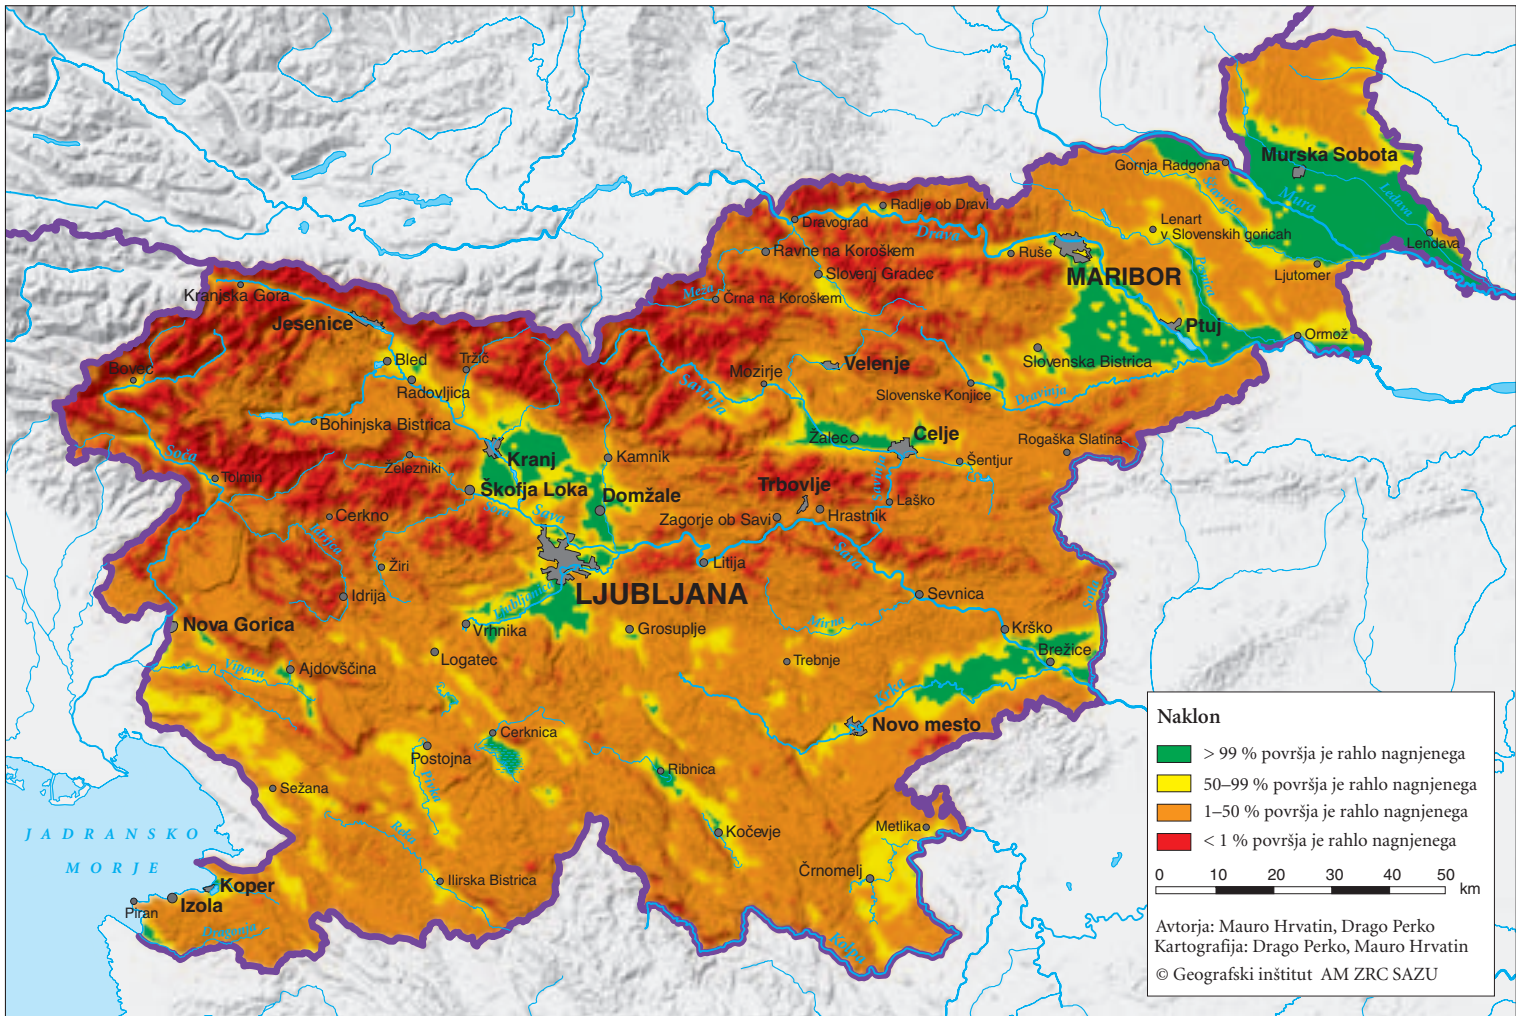 Murska Sobota
Gornja Radgona
Ščavnica
Mura
Ledava
Radlje ob Dravi
Dravograd
Drava
Lenart
v Slovenskih goricah
Lendava
Ravne na Koroškem
Ruše
Pesnica
Ljutomer
Slovenj Gradec
MARIBOR
Kranjska Gora
Meža
Črna na Koroškem
Jesenice
Ptuj
Ormož
Bled
Tržič
Velenje
Slovenska Bistrica
Bovec
Mozirje
Savinja
Radovljica
Slovenske Konjice
Dravinja
Bohinjska Bistrica
Žalec
Celje
Rogaška Slatina
Soča
Kranj
Kamnik
Šentjur
Železniki
Tolmin
Škofja Loka
Domžale
Trbovlje
Savinja
Laško
Sora
Sava
Cerkno
Zagorje ob Savi
Hrastnik
Idrijca
Sava
Žiri
Litija
Idrija
LJUBLJANA
Ljubljanica
Sevnica
Sotla
Nova Gorica
Vrhnika
Grosuplje
Mirna
Krško
Brežice
Vipava
Ajdovščina
Logatec
Trebnje
Krka
Novo mesto
Cerknica
Postojna
Ribnica
Pivka
Sežana
Reka
Kočevje
Metlika
JADRANSKO
MORJE
Črnomelj
Koper
Ilirska Bistrica
Izola
Piran
Dragonja
Kolpa
Naklon
> 99 % površja je rahlo nagnjenega
50–99 % površja je rahlo nagnjenega
1–50 % površja je rahlo nagnjenega
< 1 % površja je rahlo nagnjenega
0 10 20 30 40 50 km
Avtorja: Mauro Hrvatin, Drago Perko
Kartografija: Drago Perko, Mauro Hrvatin
© Geografski inštitut AM ZRC SAZU